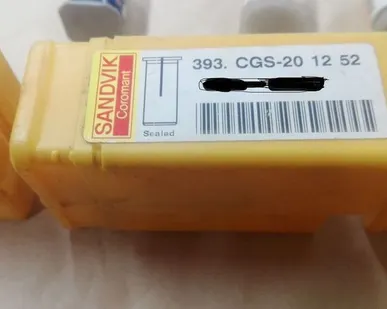 SANDVIK
Coromant
393. CGS-20 12 52
Sealed